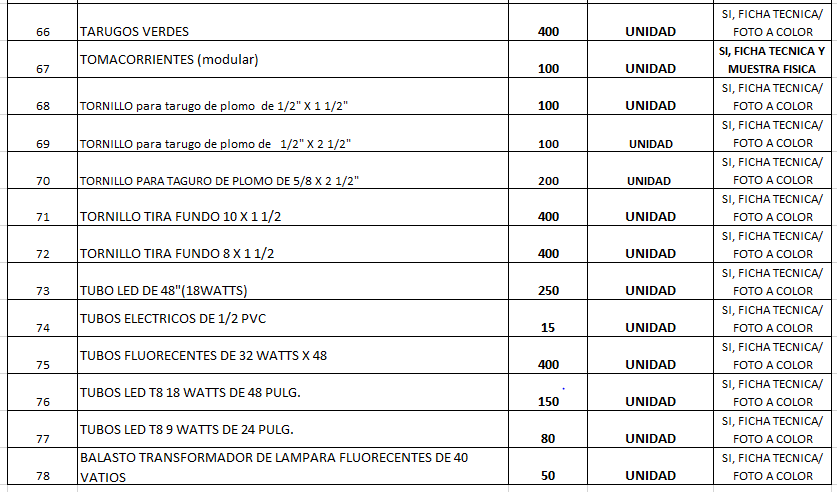 66 TARUGOS VERDES 400 UNIDAD SI, FICHA TECNICA/
FOTO A COLOR
67 TOMACORRIENTES (modular) 100 UNIDAD SI, FICHA TECNICA Y
MUESTRA FISICA
68 TORNILLO para tarugo de plomo de 1/2" X 1 1/2" 100 UNIDAD SI, FICHA TECNICA/
FOTO A COLOR
69 TORNILLO para tarugo de plomo de 1/2" X 2 1/2" 100 UNIDAD SI, FICHA TECNICA/
FOTO A COLOR
70 TORNILLO PARA TAGURO DE PLOMO DE 5/8 X 2 1/2" 200 UNIDAD SI, FICHA TECNICA/
FOTO A COLOR
71 TORNILLO TIRA FUNDO 10 X 1 1/2 400 UNIDAD SI, FICHA TECNICA/
FOTO A COLOR
72 TORNILLO TIRA FUNDO 8 X 1 1/2 400 UNIDAD SI, FICHA TECNICA/
FOTO A COLOR
73 TUBO LED DE 48"(18WATTS) 250 UNIDAD SI, FICHA TECNICA/
FOTO A COLOR
74 TUBOS ELECTRICOS DE 1/2 PVC 15 UNIDAD SI, FICHA TECNICA/
FOTO A COLOR
75 TUBOS FLUORECENTES DE 32 WATTS X 48 400 UNIDAD SI, FICHA TECNICA/
FOTO A COLOR
76 TUBOS LED T8 18 WATTS DE 48 PULG. 150 UNIDAD SI, FICHA TECNICA/
FOTO A COLOR
77 TUBOS LED T8 9 WATTS DE 24 PULG. 80 UNIDAD SI, FICHA TECNICA/
FOTO A COLOR
78 BALASTO TRANSFORMADOR DE LAMPARA FLUORECENTES DE 40 50 UNIDAD SI, FICHA TECNICA/
VATIOS FOTO A COLOR